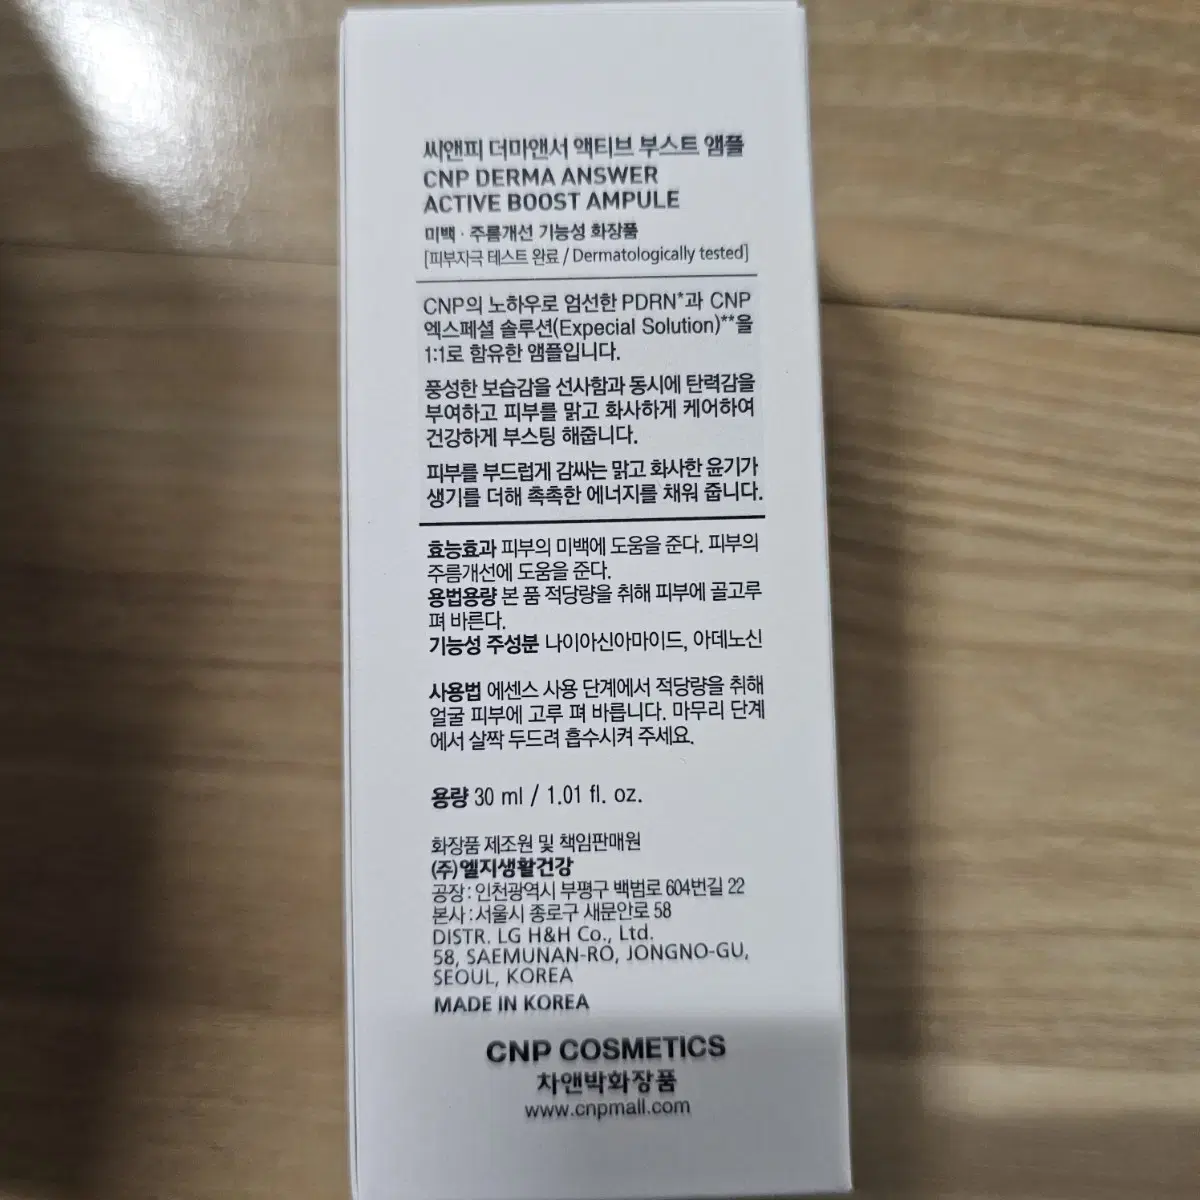 씨앤피 더마앤서 액티브 부스트 앰플
CNP DERMA ANSWER
ACTIVE BOOST AMPULE
미백 · 주름개선 기능성 화장품
[피부자극 테스트 완료 / Dermatologically tested]
CNP의 노하우로 엄선한 PDRN*과 CNP
엑스페셜 솔루션(Expecial Solution)**을
1:1로 함유한 앰플입니다.
풍성한 보습감을 선사함과 동시에 탄력감을
부여하고 피부를 맑고 화사하게 케어하여
건강하게 부스팅 해줍니다.
피부를 부드럽게 감싸는 맑고 화사한 윤기가
생기를 더해 촉촉한 에너지를 채워 줍니다.
효능효과 피부의 미백에 도움을 준다. 피부의
주름개선에 도움을 준다.
용법용량 본 품 적당량을 취해 피부에 골고루
펴 바른다.
기능성 주성분 나이아신아마이드, 아데노신
사용법 에센스 사용 단계에서 적당량을 취해
얼굴 피부에 고루 펴 바릅니다. 마무리 단계
에서 살짝 두드려 흡수시켜 주세요.
용량 30 ml / 1.01 fl. oz.
화장품 제조원 및 책임판매원
(주)엘지생활건강
공장 : 인천광역시 부평구 백범로 604번길 22
본사 : 서울시 종로구 새문안로 58
DISTR. LG H&H Co., Ltd.
58, SAEMUNAN-RO, JONGNO-GU,
SEOUL, KOREA
MADE IN KOREA
CNP COSMETICS
차앤박화장품
www.cnpmall.com